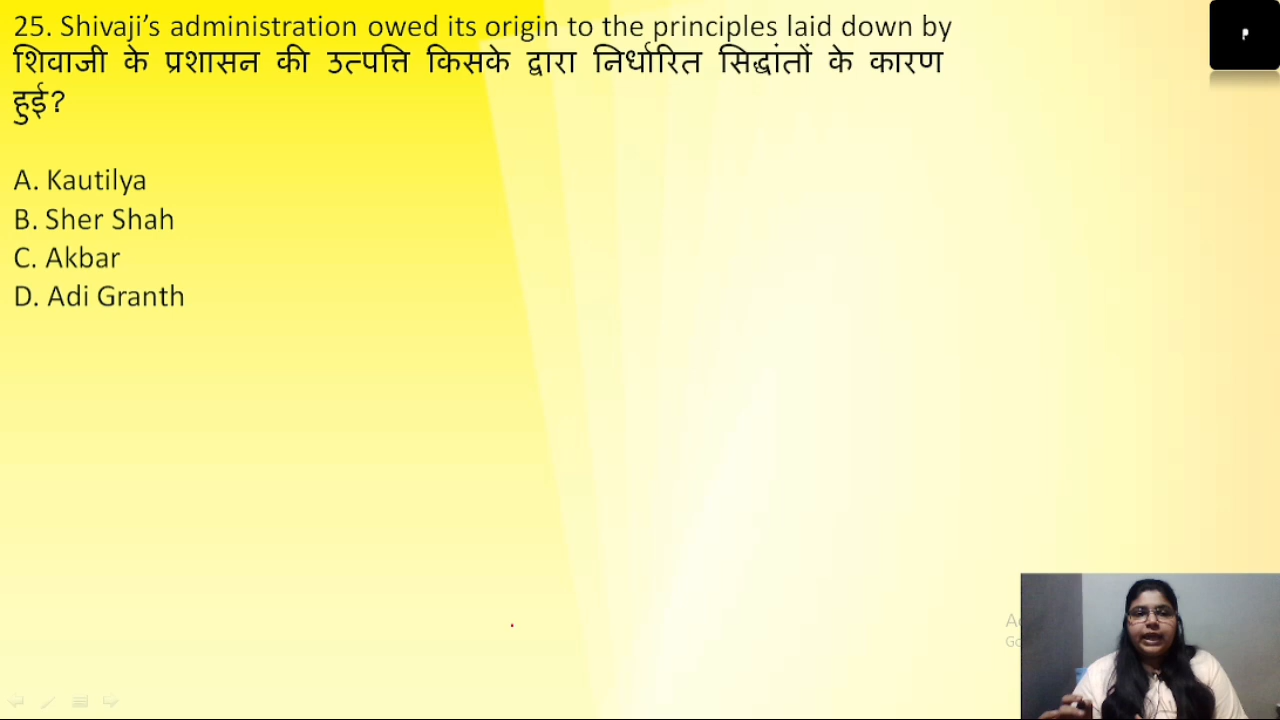 25. Shivaji’s administration owed its origin to the principles laid down by
शिवाजी के प्रशासन की उत्पत्ति किसके द्वारा निर्धारित सिद्धांतों के कारण
हुई?
A. Kautilya
B. Sher Shah
C. Akbar
D. Adi Granth